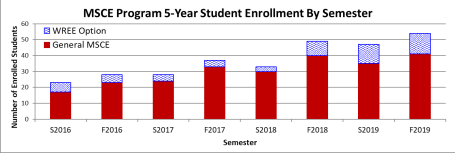 MSCE Program 5-Year Student Enrollment By Semester
Number of Enrolled Students
60
50
40
30
20
10
0
WREE Option
General MSCE
S2016 F2016 S2017 F2017 S2018 F2018 S2019 F2019
Semester